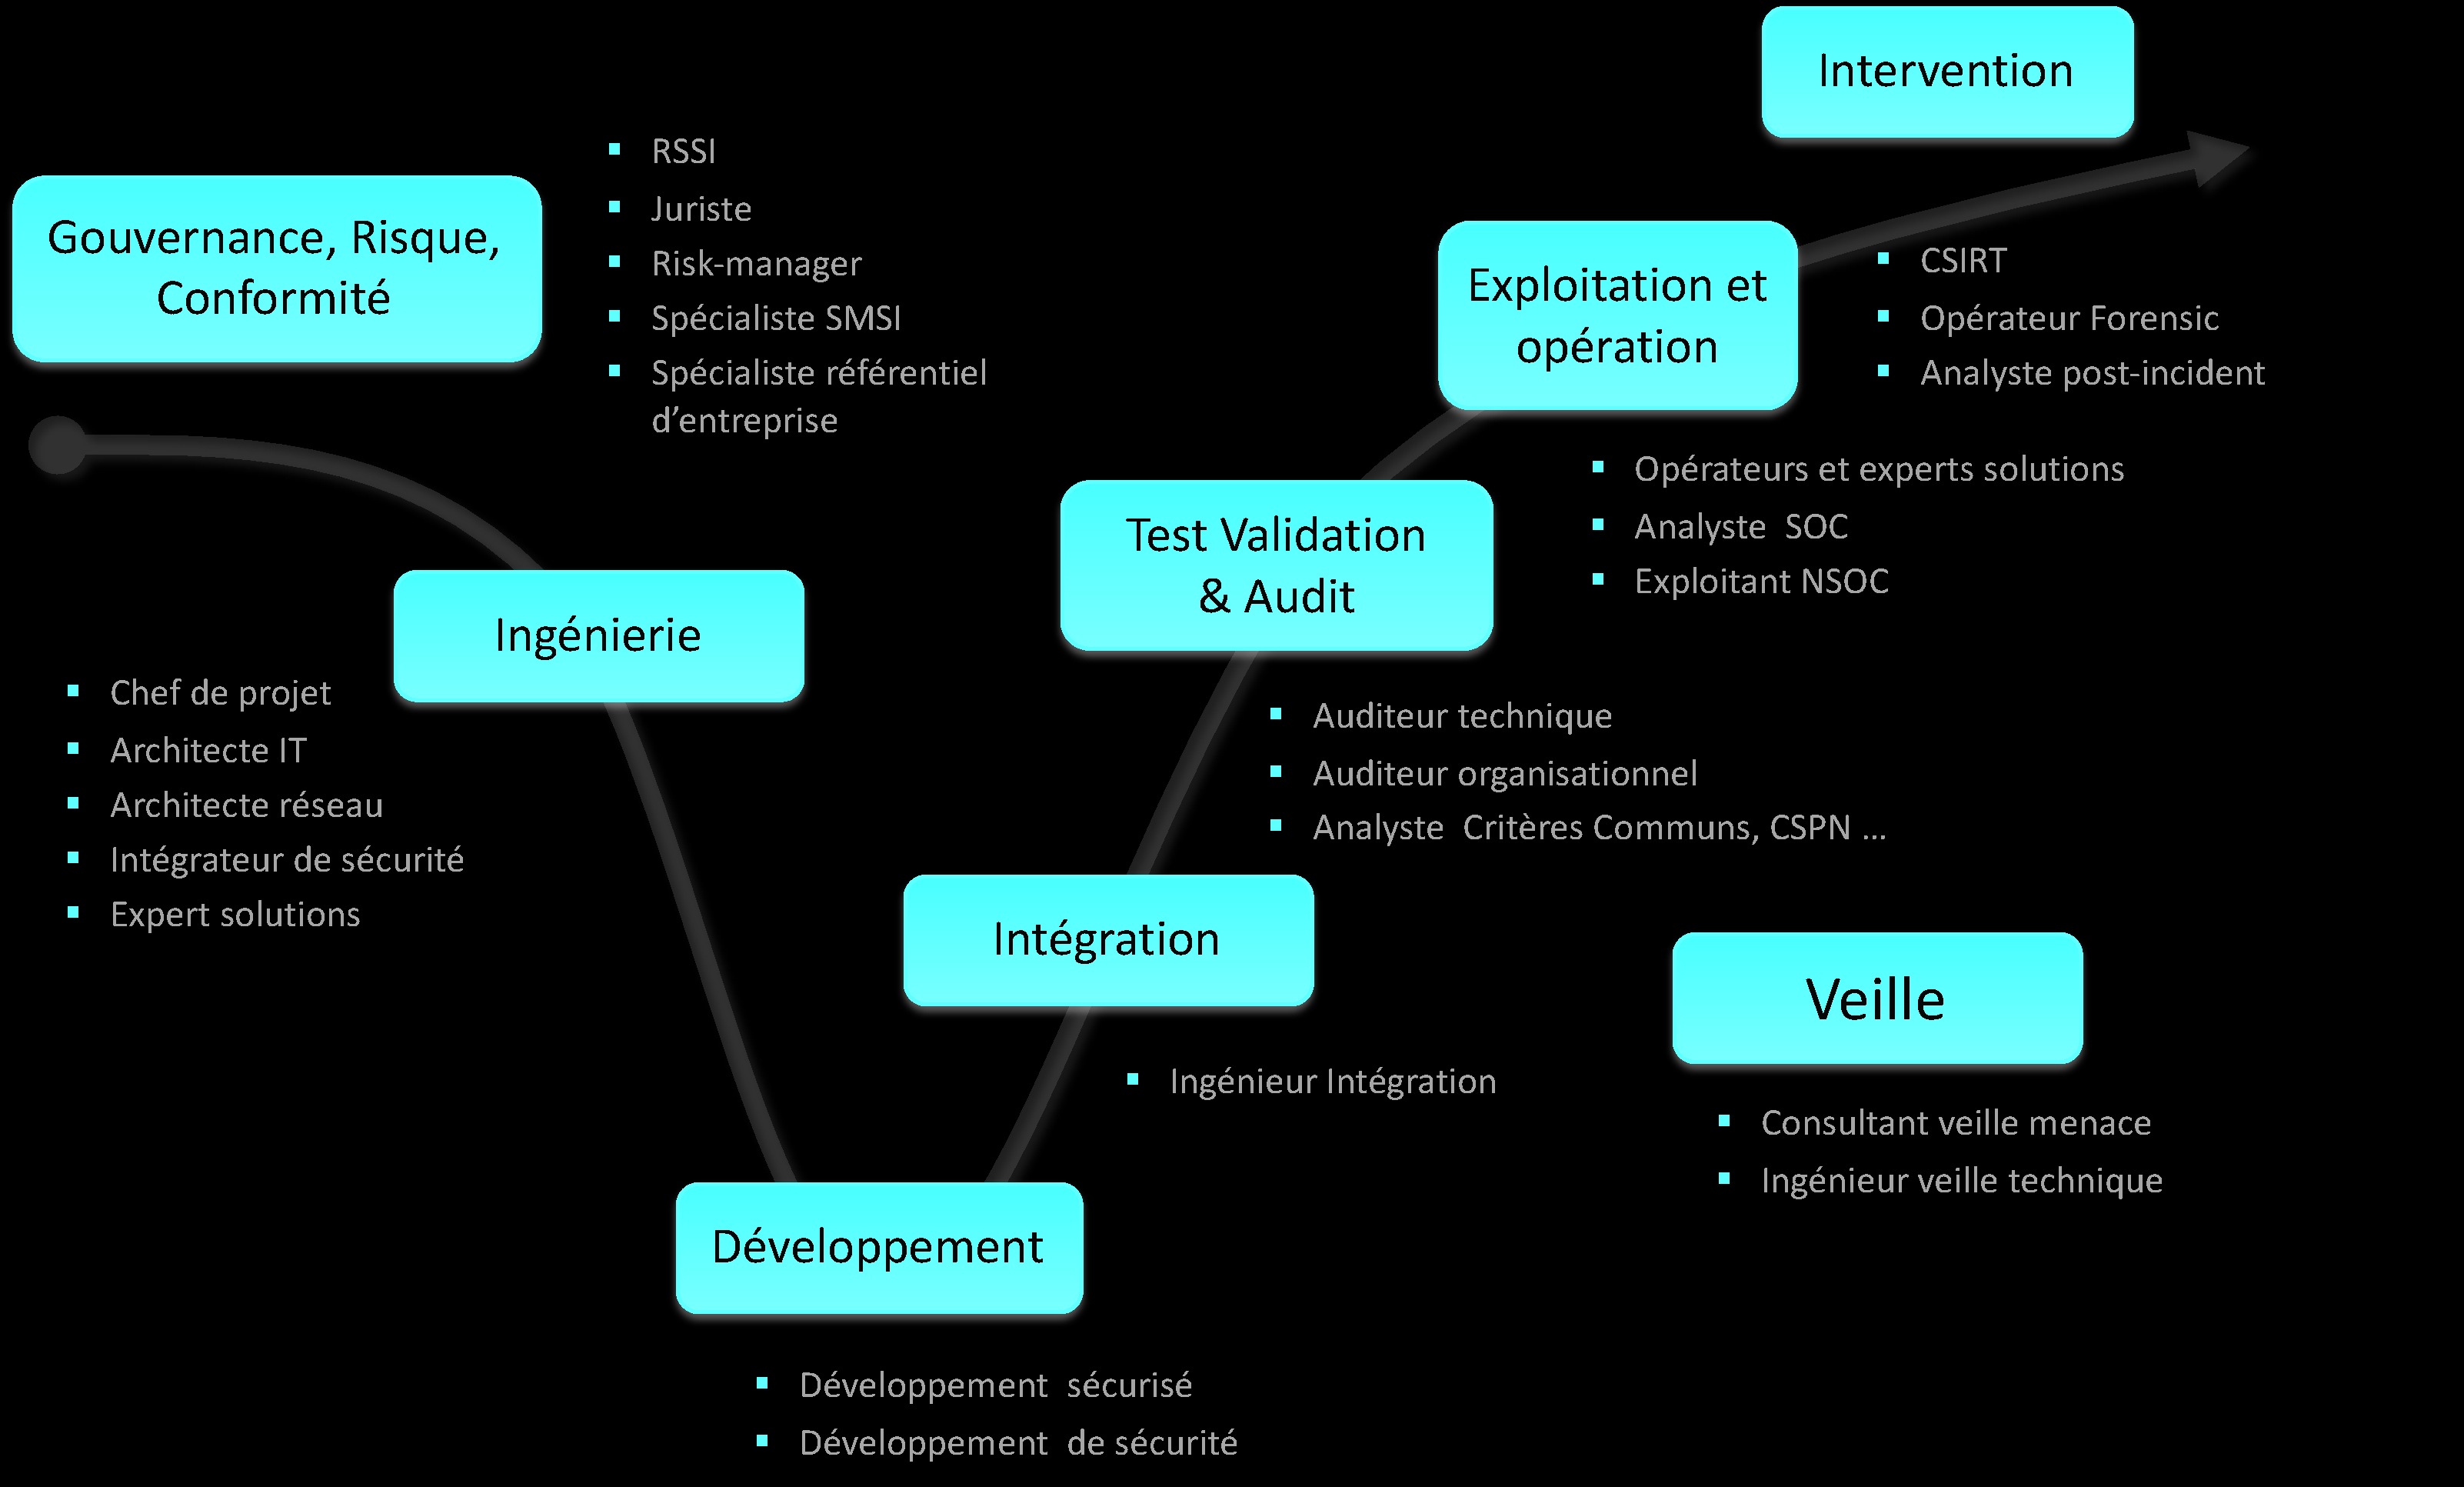 Gouvernance, Risque,
Conformité
RSSI
Juriste
Risk-manager
Spécialiste SMSI
Spécialiste référentiel
d’entreprise
Ingénierie
Chef de projet
Architecte IT
Architecte réseau
Intégrateur de sécurité
Expert solutions
Développement
Développement sécurisé
Développement de sécurité
Intégration
Ingénieur Intégration
Test Validation
& Audit
Auditeur technique
Auditeur organisationnel
Analyste Critères Communs, CSPN ...
Exploitation et
opération
Opérateurs et experts solutions
Analyste SOC
Exploitant NSOC
Intervention
CSIRT
Opérateur Forensic
Analyste post-incident
Veille
Consultant veille menace
Ingénieur veille technique